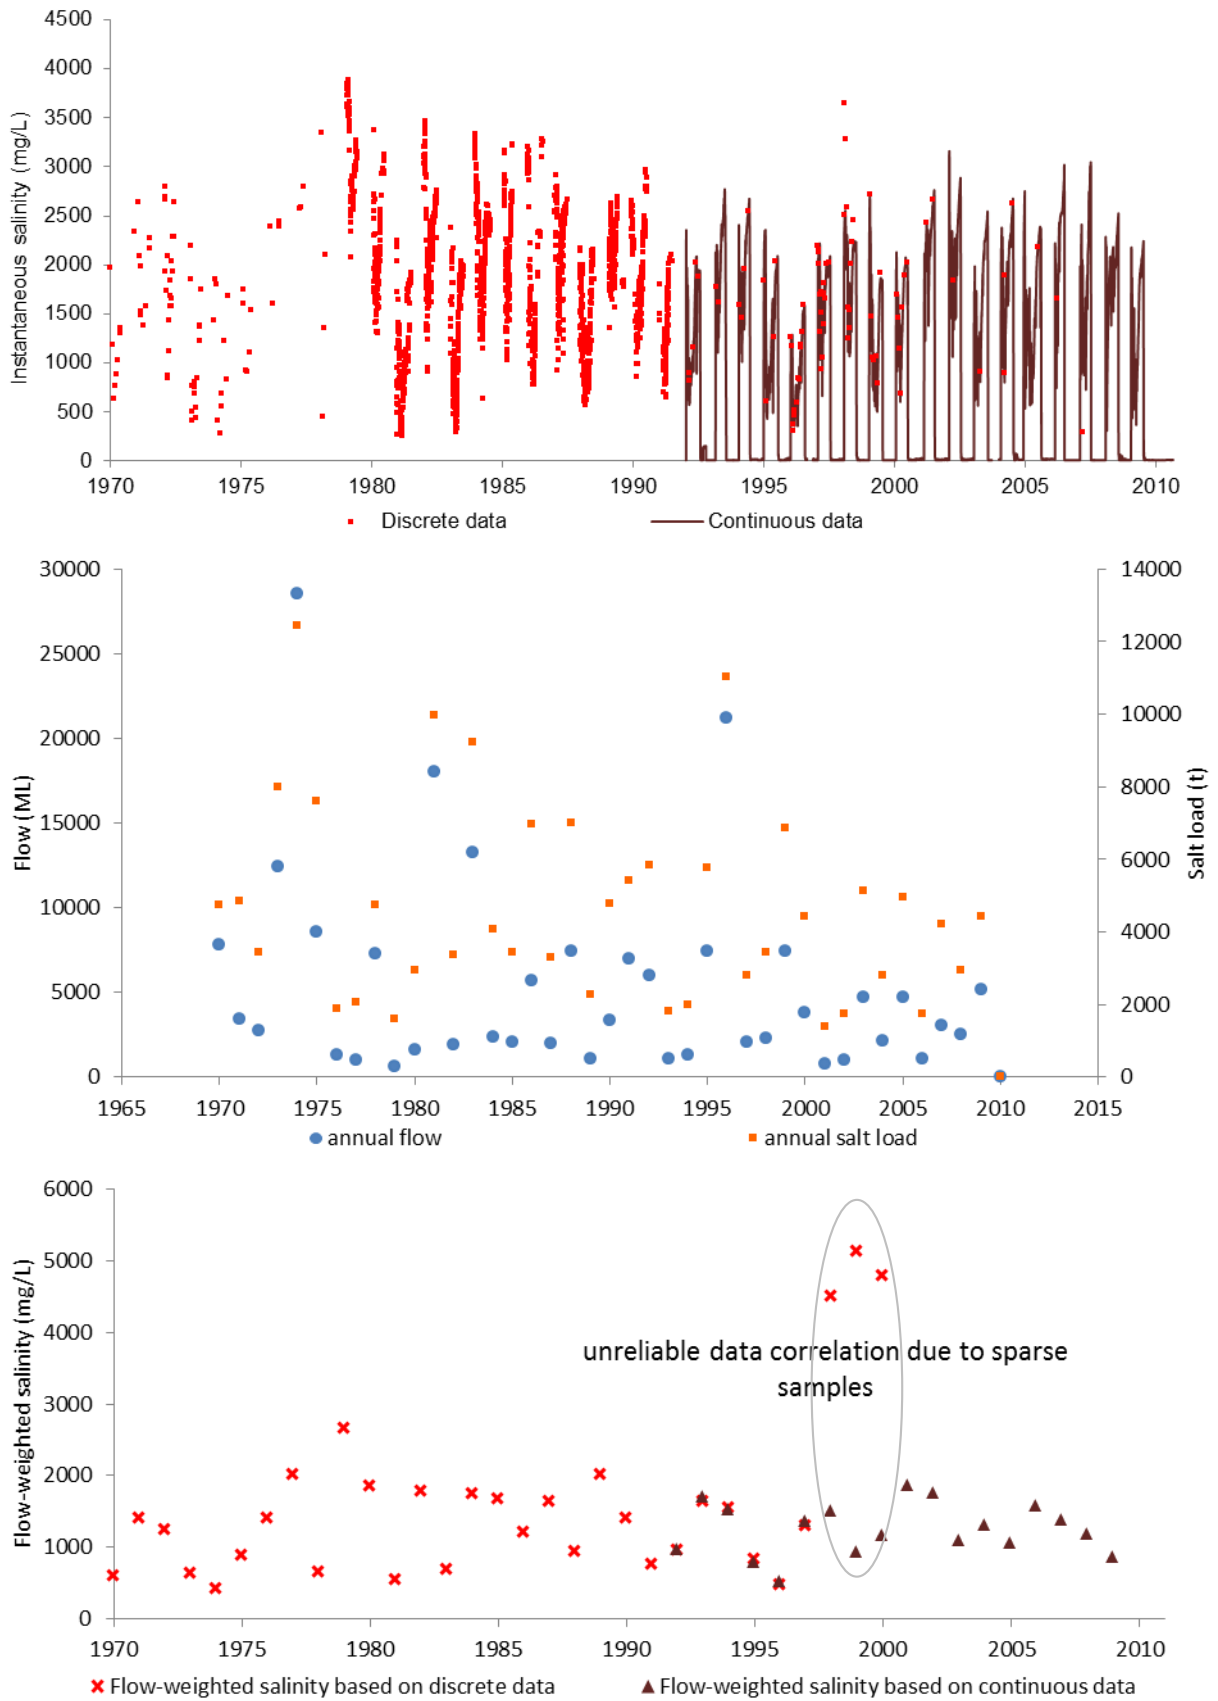 4500
4000
3500
3000
2500
2000
1500
1000
500
0
Instantaneous salinity (mg/L)
1970 1975 1980 1985 1990 1995 2000 2005 2010
Discrete data Continuous data
30000
25000
20000
15000
10000
5000
0
Flow (ML)
14000
12000
10000
8000
6000
4000
2000
0
Salt load (t)
1965 1970 1975 1980 1985 1990 1995 2000 2005 2010 2015
annual flow annual salt load
6000
5000
4000
3000
2000
1000
0
Flow-weighted salinity (mg/L)
unreliable data correlation due to sparse
samples
1970 1975 1980 1985 1990 1995 2000 2005 2010
Flow-weighted salinity based on discrete data Flow-weighted salinity based on continuous data